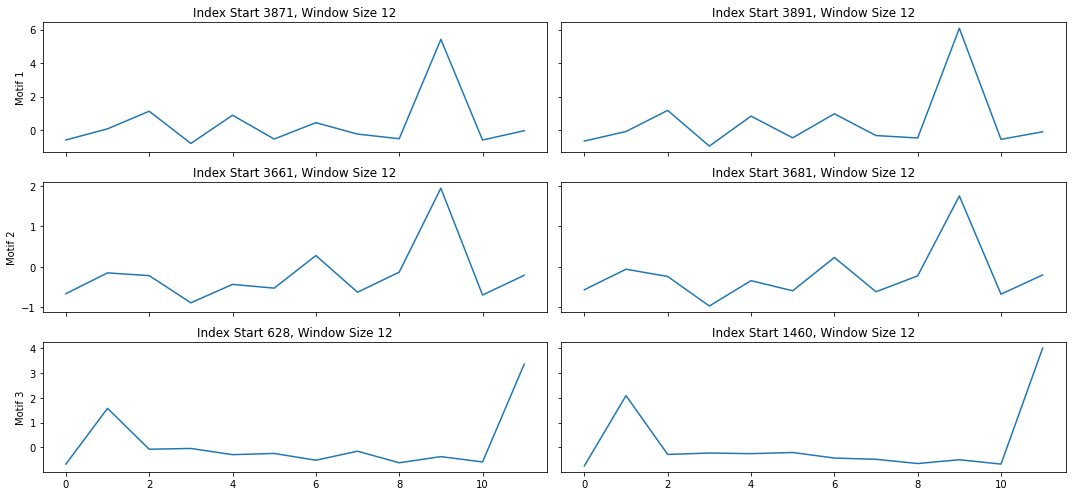 Index Start 3871, Window Size 12
Index Start 3891, Window Size 12
Motif 1
6
4
2
0
Index Start 3661, Window Size 12
Index Start 3681, Window Size 12
Motif 2
2
1
0
−1
Index Start 628, Window Size 12
Index Start 1460, Window Size 12
Motif 3
4
3
2
1
0
0 2 4 6 8 10
0 2 4 6 8 10